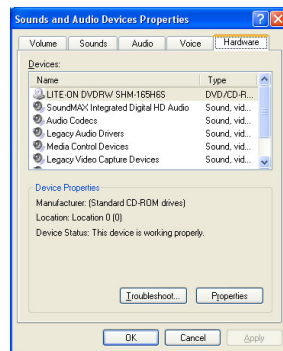 Sounds and Audio Devices Properties
Volume Sounds Audio Voice Hardware
Devices:
Name Type
LITE-ON DVDRW SHM-165H6S DVD/CD-R...
SoundMAX Integrated Digital HD Audio Sound, vid...
Audio Codecs Sound, vid...
Legacy Audio Drivers Sound, vid...
Media Control Devices Sound, vid...
Legacy Video Capture Devices Sound, vid...
Device Properties
Manufacturer: (Standard CD-ROM drives)
Location: Location 0 (0)
Device Status: This device is working properly.
Troubleshoot... Properties
OK Cancel Apply